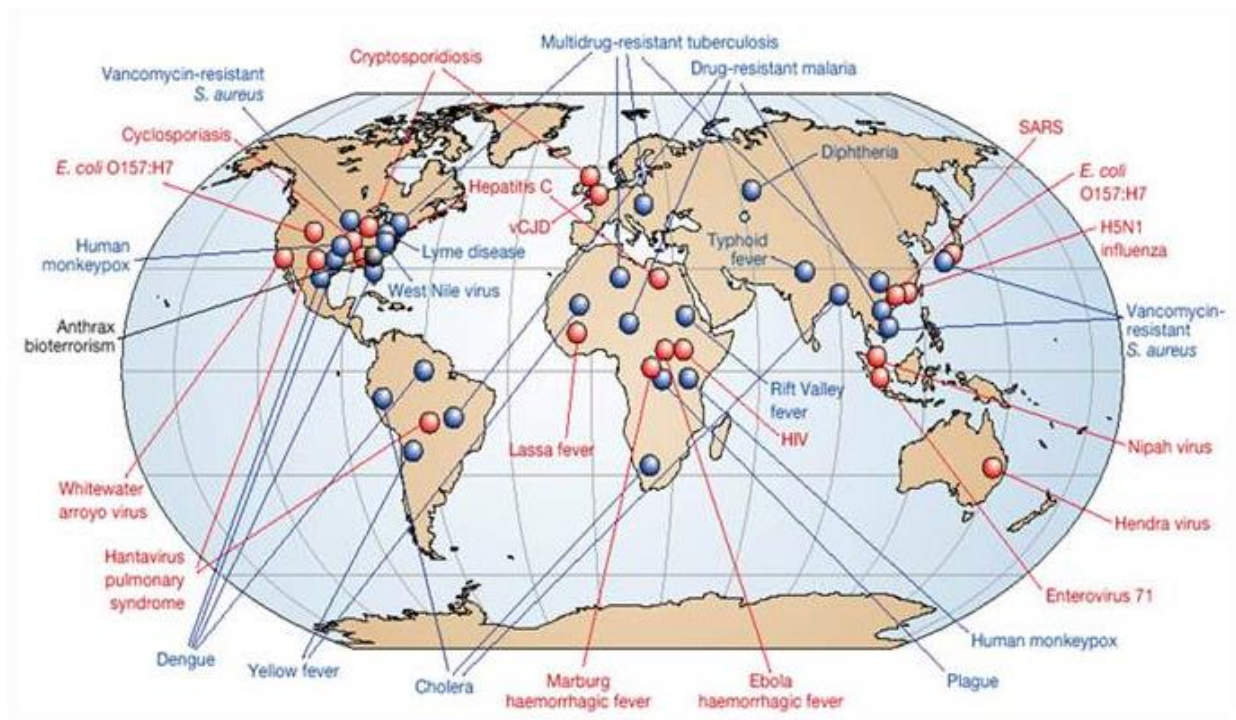 Multidrug-resistant tuberculosis
Cryptosporidiosis
Drug-resistant malaria
Vancomycin-resistant
S. aureus
Cyclosporiasis
SARS
E. coli O157:H7
Diphtheria
E. coli
O157:H7
Hepatitis C
vCJD
H5N1
influenza
Human
monkeypox
Lyme disease
Typhoid
fever
West Nile virus
Anthrax
bioterrorism
Vancomycin-
resistant
S. aureus
Rift Valley
fever
HIV
Lassa fever
Nipah virus
Whitewater
arroyo virus
Hendra virus
Hantavirus
pulmonary
syndrome
Enterovirus 71
Human monkeypox
Dengue
Yellow fever
Cholera
Marburg
haemorrhagic fever
Ebola
haemorrhagic fever
Plague